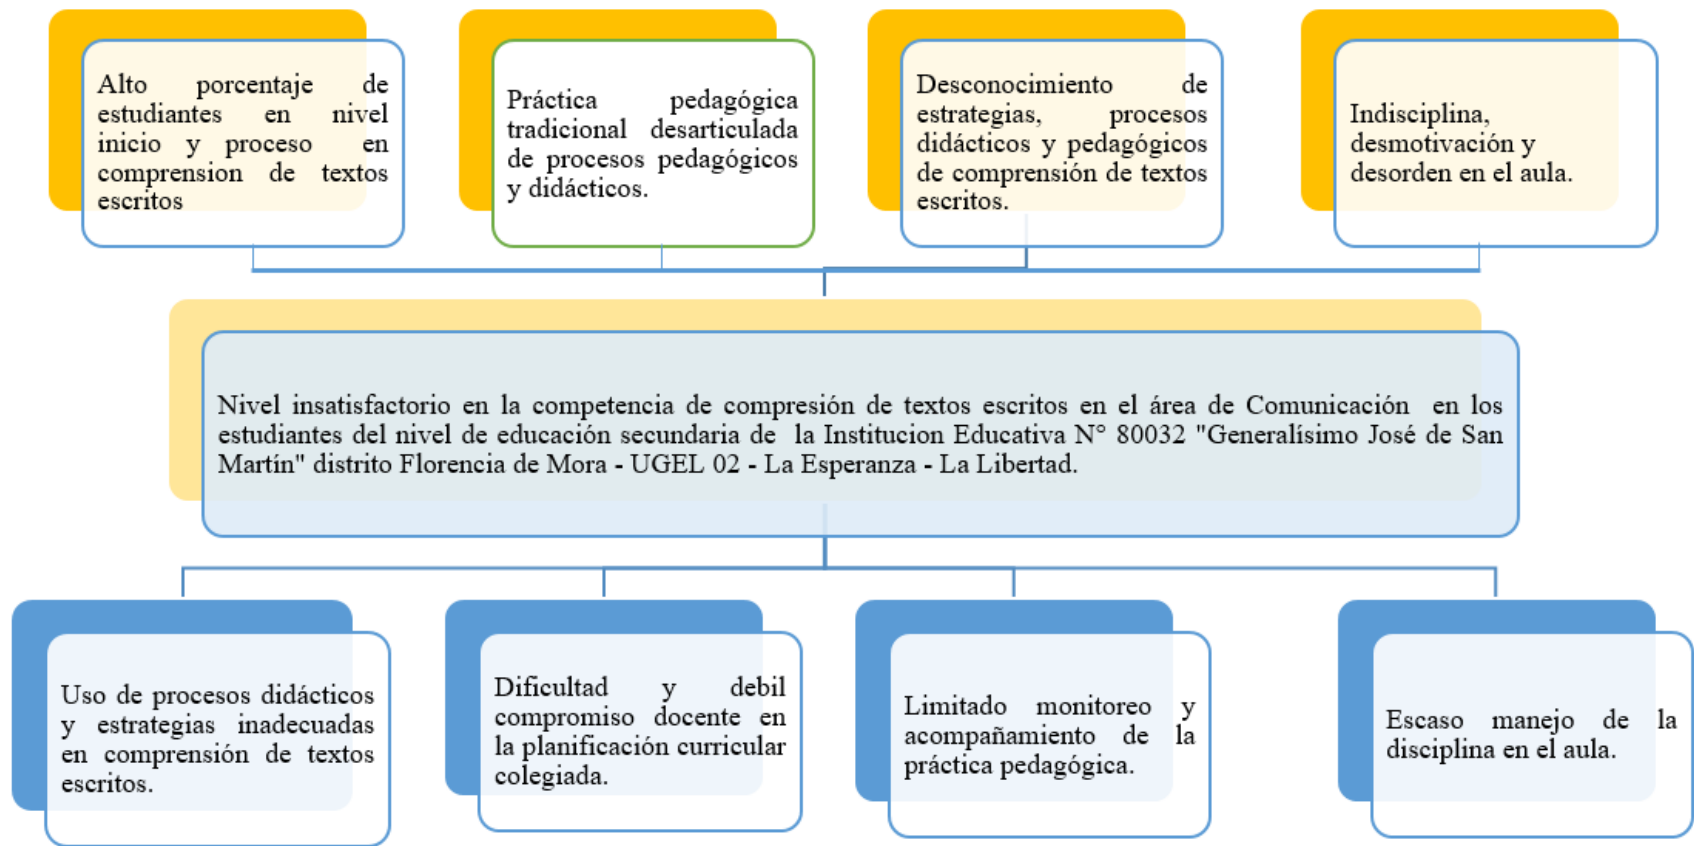 Alto porcentaje de
estudiantes en nivel
inicio y proceso en
comprension de textos
escritos
Práctica pedagógica
tradicional desarticulada
de procesos pedagógicos
y didácticos.
Desconocimiento de
estrategias, procesos
didácticos y pedagógicos
de comprensión de textos
escritos.
Indisciplina,
desmotivación y
desorden en el aula.
Nivel insatisfactorio en la competencia de compresión de textos escritos en el área de Comunicación en los
estudiantes del nivel de educación secundaria de la Institucion Educativa N° 80032 "Generalísimo José de San
Martín" distrito Florencia de Mora - UGEL 02 - La Esperanza - La Libertad.
Uso de procesos didácticos
y estrategias inadecuadas
en comprensión de textos
escritos.
Dificultad y debil
compromiso docente en
la planificación curricular
colegiada.
Limitado monitoreo y
acompañamiento de la
práctica pedagógica.
Escaso manejo de la
disciplina en el aula.